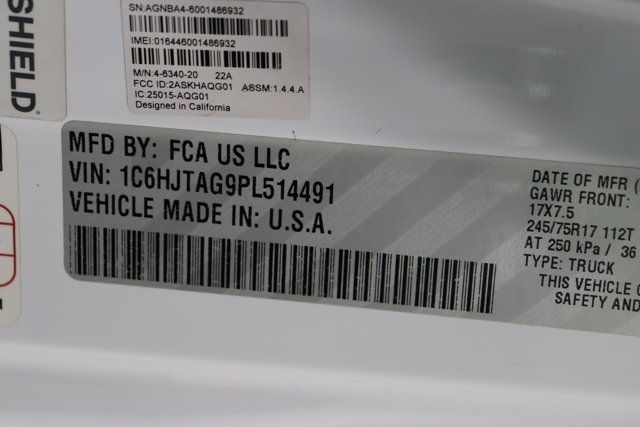 SHIELD
SN:AGNBA4-6001486932
IMEI:016446001486932
M/N:4-6340-20 22A
FCC ID:2ASKHAQG01 ASSM:1.4.4.A
IC:25015-AQG01
Designed in California
MFD BY: FCA US LLC
VIN: 1C6HJTAG9PL514491
VEHICLE MADE IN: U.S.A.
DATE OF MFR (
GAWR FRONT:
17X7.5
245/75R17 112T
AT 250 kPa / 36
TYPE: TRUCK
THIS VEHICLE
SAFETY AND